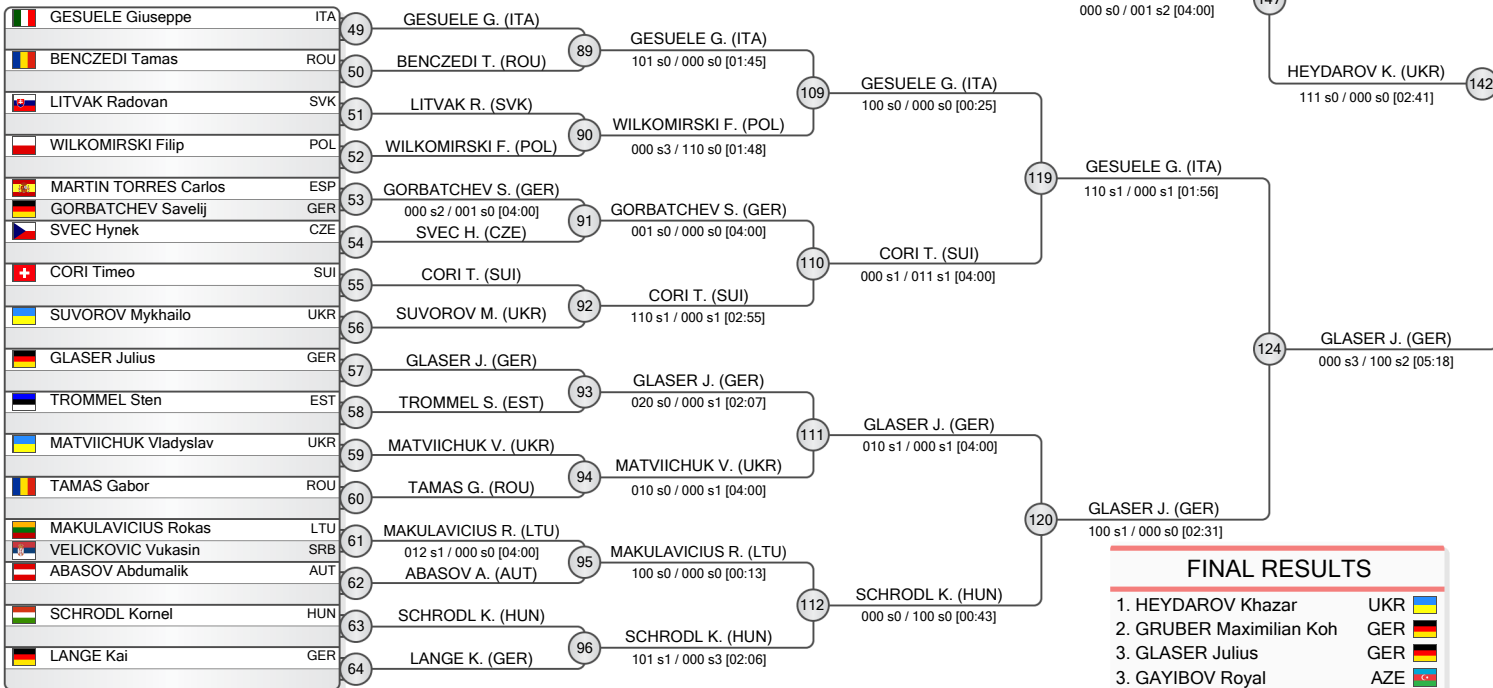 GESUELE Giuseppe ITA
BENCZEDI Tamas ROU
LITVAK Radovan SVK
WILKOMIRSKI Filip POL
MARTIN TORRES Carlos ESP
GORBATCHEV Savelij GER
SVEC Hynek CZE
CORI Timeo SUI
SUVOROV Mykhailo UKR
GLASER Julius GER
TROMMEL Sten EST
MATVIICHUK Vladyslav UKR
TAMAS Gabor ROU
MAKULAVICIUS Rokas LTU
VELICKOVIC Vukasin SRB
ABASOV Abdumalik AUT
SCHRODL Kornel HUN
LANGE Kai GER
49
50
51
52
53
54
55
56
57
58
59
60
61
62
63
64
GESUELE G. (ITA)
BENCZEDI T. (ROU)
LITVAK R. (SVK)
WILKOMIRSKI F. (POL)
GORBATCHEV S. (GER)
000 s2 / 001 s0 [04:00]
SVEC H. (CZE)
CORI T. (SUI)
SUVOROV M. (UKR)
GLASER J. (GER)
TROMMEL S. (EST)
MATVIICHUK V. (UKR)
TAMAS G. (ROU)
MAKULAVICIUS R. (LTU)
012 s1 / 000 s0 [04:00]
ABASOV A. (AUT)
SCHRODL K. (HUN)
LANGE K. (GER)
89
90
91
92
93
94
95
96
GESUELE G. (ITA)
101 s0 / 000 s0 [01:45]
WILKOMIRSKI F. (POL)
000 s3 / 110 s0 [01:48]
GORBATCHEV S. (GER)
001 s0 / 000 s0 [04:00]
CORI T. (SUI)
110 s1 / 000 s1 [02:55]
GLASER J. (GER)
020 s0 / 000 s1 [02:07]
MATVIICHUK V. (UKR)
010 s0 / 000 s1 [04:00]
MAKULAVICIUS R. (LTU)
100 s0 / 000 s0 [00:13]
SCHRODL K. (HUN)
101 s1 / 000 s3 [02:06]
109
110
111
112
GESUELE G. (ITA)
100 s0 / 000 s0 [00:25]
CORI T. (SUI)
000 s1 / 011 s1 [04:00]
GLASER J. (GER)
010 s1 / 000 s1 [04:00]
SCHRODL K. (HUN)
000 s0 / 100 s0 [00:43]
119
120
GESUELE G. (ITA)
110 s1 / 000 s1 [01:56]
GLASER J. (GER)
100 s1 / 000 s0 [02:31]
124
GLASER J. (GER)
000 s3 / 100 s2 [05:18]
000 s0 / 001 s2 [04:00]
HEYDAROV K. (UKR)
111 s0 / 000 s0 [02:41]
142
FINAL RESULTS
1. HEYDAROV Khazar UKR
2. GRUBER Maximilian Koh GER
3. GLASER Julius GER
3. GAYIBOV Royal AZE